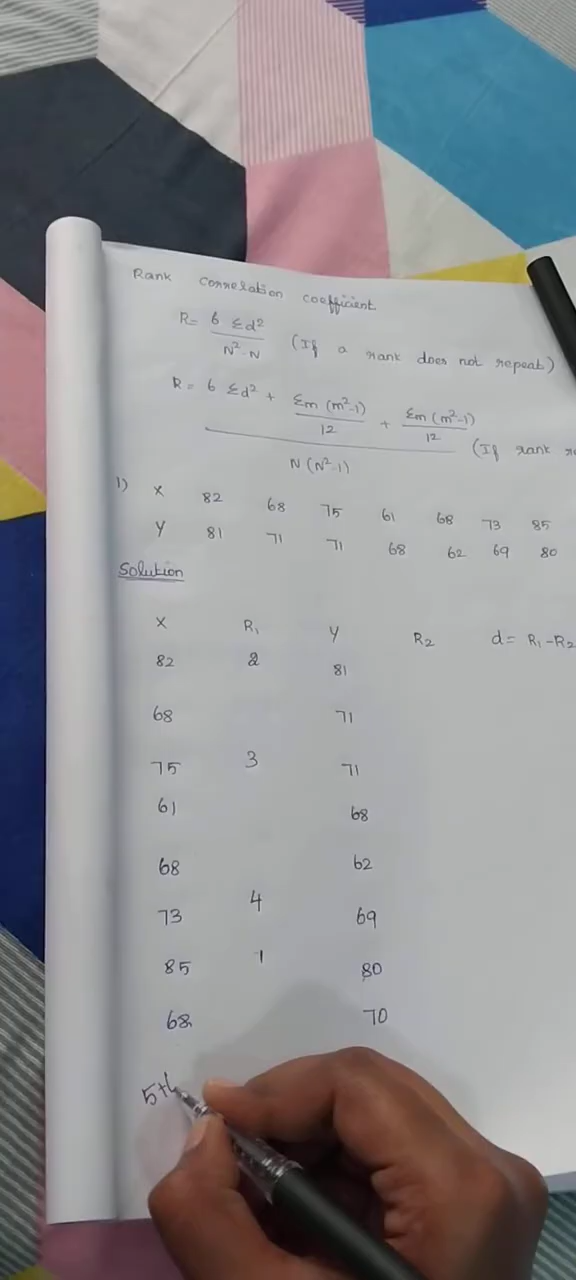 Rank Correlation coefficient
R = 6 Σd² / N² - N (If a rank does not repeat)
R = 6 Σd² + Σm (m²-1) / 12 + Σm (m²-1) / 12 / N (N²-1) (If rank
1) X 82 68 75 61 68 73 85
Y 81 71 71 68 62 69 80
Solution
X R₁ Y R₂ d = R₁ - R₂
82 2 81
68 71
75 3 71
61 68
68 62
73 4 69
85 1 80
68 70
5+